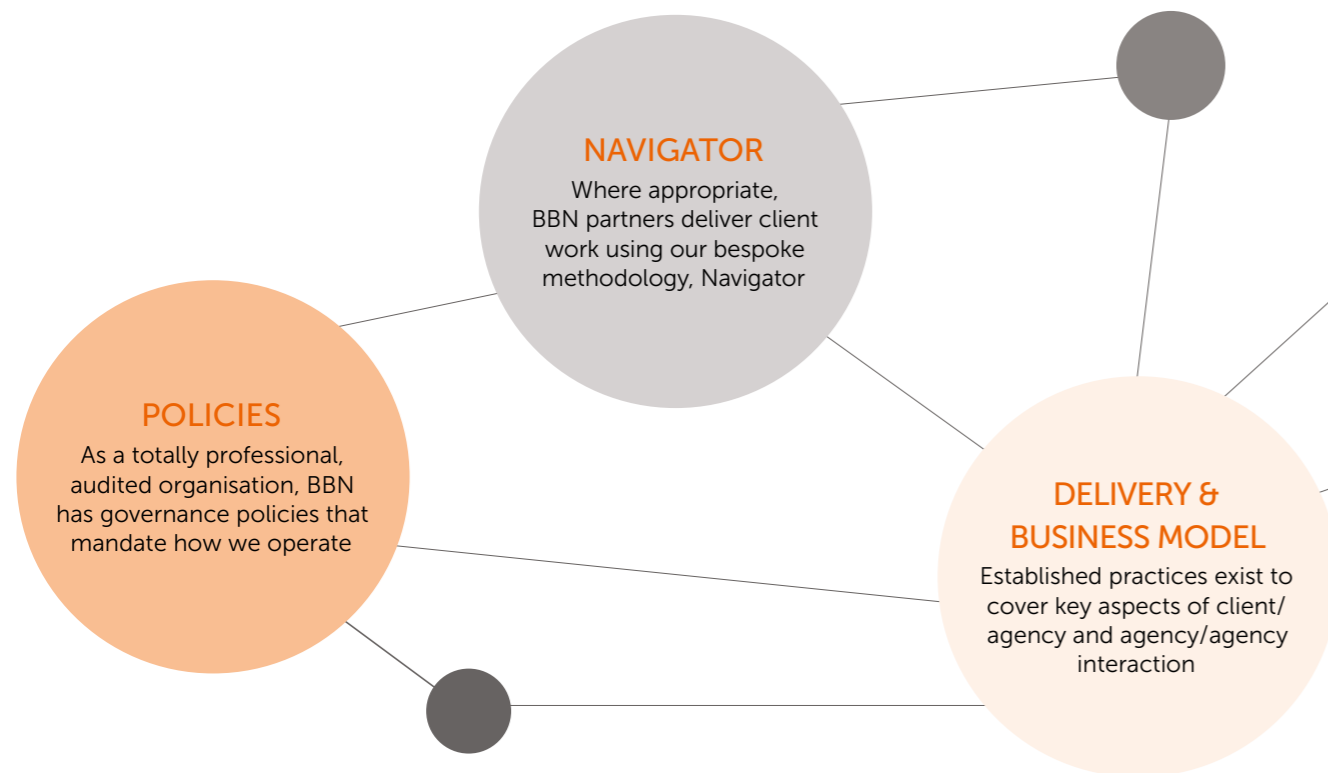 NAVIGATOR
Where appropriate,
BBN partners deliver client
work using our bespoke
methodology, Navigator
POLICIES
As a totally professional,
audited organisation, BBN
has governance policies that
mandate how we operate
DELIVERY &
BUSINESS MODEL
Established practices exist to
cover key aspects of client/
agency and agency/agency
interaction